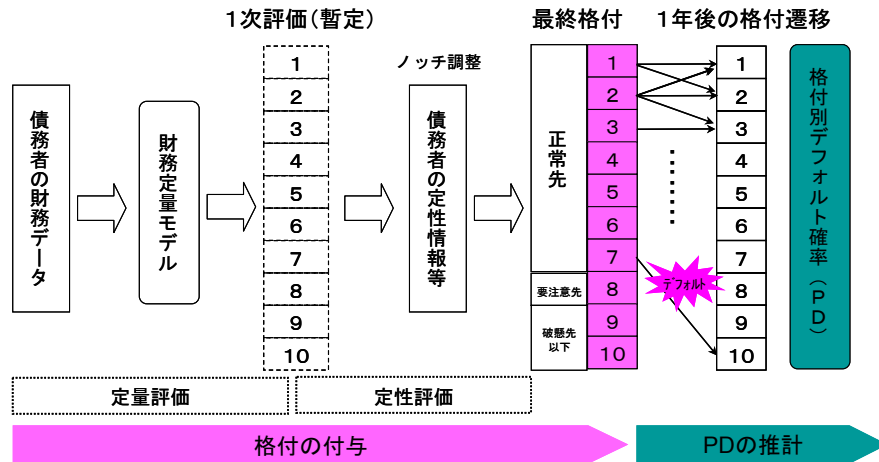 1次評価(暫定)
最終格付
1年後の格付遷移
ノッチ調整
債務者の財務データ
財務定量モデル
1
2
3
4
5
6
7
8
9
10
債務者の定性情報等
正常先
要注意先
破懸先
以下
1
2
3
4
5
6
7
8
9
10
デフォルト
1
2
3
4
5
6
7
8
9
10
格付別デフォルト確率(PD)
定量評価
定性評価
格付の付与
PDの推計